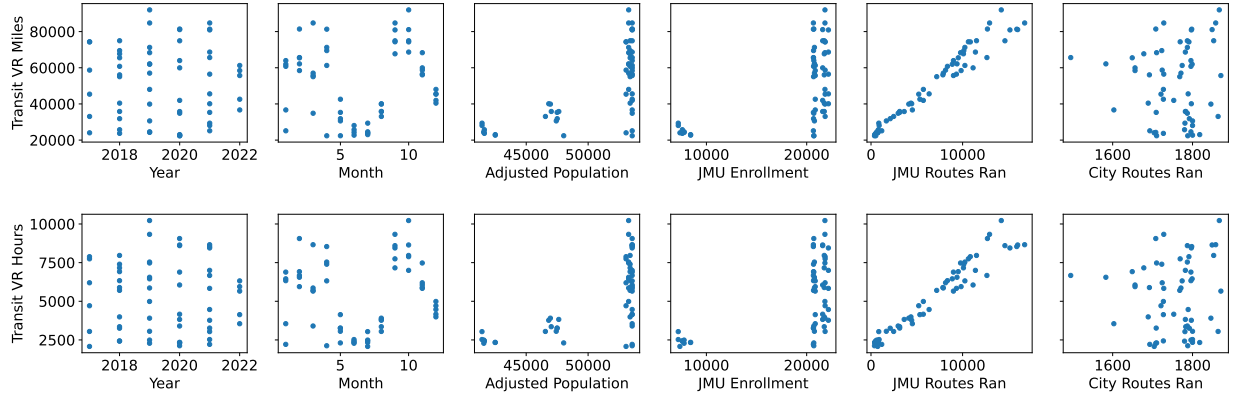 Transit VR Miles
80000
60000
40000
20000
2018 2020 2022
Year
5 10
Month
45000 50000
Adjusted Population
10000 20000
JMU Enrollment
0 10000
JMU Routes Ran
1600 1800
City Routes Ran
Transit VR Hours
10000
7500
5000
2500
2018 2020 2022
Year
5 10
Month
45000 50000
Adjusted Population
10000 20000
JMU Enrollment
0 10000
JMU Routes Ran
1600 1800
City Routes Ran